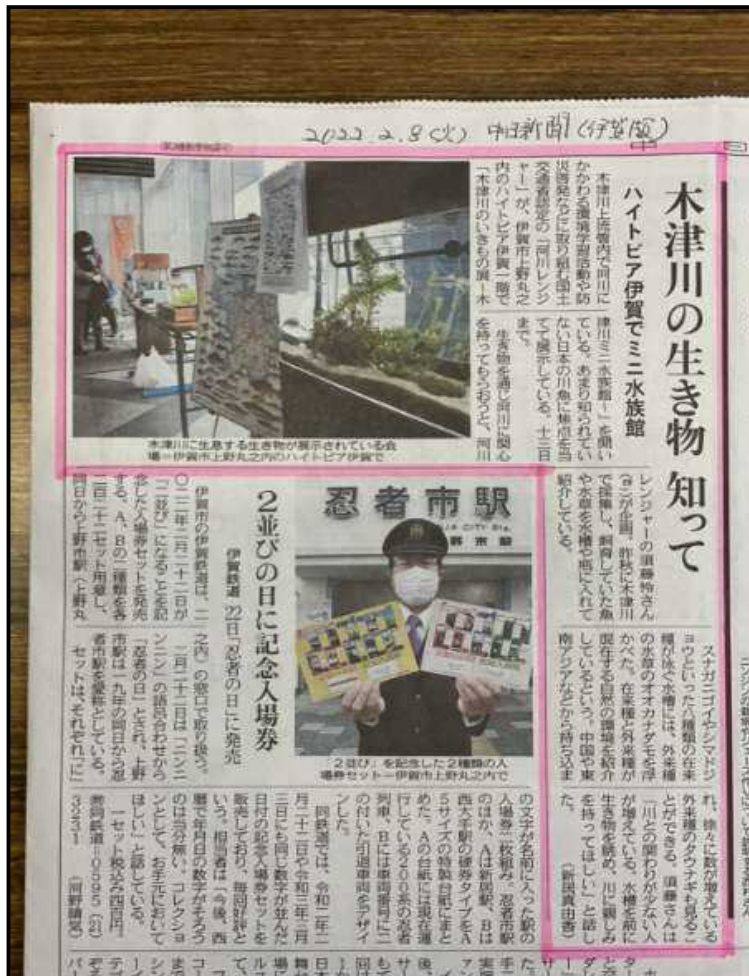 2022.2.8(火) 中日新聞(伊賀版)
木津川の生き物 知って
ハイトピア伊賀でミニ水族館
木津川上流管内で河川に
かかわる環境学習活動や防
災啓発などに取り組む国土
交通省認定の「河川レンジ
ャー」が、伊賀市上野丸之
内のハイトピア伊賀一階で
「木津川のいきもの展~木
津川ミニ水族館~」を開い
ている。あまり知られてい
ない日本の川魚に焦点を当
てて展示している。十三日
まで。
生き物を通じ河川に関心
を持ってもらおうと、河川
レンジャーの須藤怜さん
が企画。昨秋に木津川
で採集し、飼育していた魚
や水草を水槽や瓶に入れて
紹介している。
スナガニゴイやシマドジ
ョウといった八種類の在来
種が泳ぐ水槽には、外来種
の水草のオオカナダモを浮
かべた。在来種と外来種が
混在する自然の環境を紹介
しているという。中国や東
南アジアなどから持ち込ま
れ、徐々に数が増えている
外来種のタウナギも見るこ
とができる。須藤さんは
「川との関わりが少ない人
が増えている。水槽を前に
生き物を眺め、川に親しみ
を持ってほしい」と話し
た。 (新居真由香)
木津川に生息する生き物が展示されている会
場=伊賀市上野丸之内のハイトピア伊賀で
2並びの日に記念入場券
伊賀鉄道 22日「忍者の日」に発売
忍者市駅
「2並び」を記念した2種類の入
場券セット=伊賀市上野丸之内で
伊賀市の伊賀鉄道は、二
〇二二年二月二十二日が
「二並び」になることを記
念した入場券セットを発売
する。A、Bの二種類を各
二百二十二セット用意し、
同日から上野市駅(上野丸
之内)の窓口で取り扱う。
二月二十二日は「ニンニ
ンニン」の語呂合わせから
「忍者の日」とされ、上野
市駅は一九年の同日から忍
者市駅を愛称としている。
セットは、それぞれ「に」
の文字が名前に入った駅の
入場券二枚組み。忍者市駅
のほか、Aは新居駅、Bは
西大手駅の硬券タイプをA
5サイズの特製台紙にまと
めた。Aの台紙には現在運
行している200系の忍者
列車、Bには車両番号に二
の付いた引退車両をデザイ
ンした。
同鉄道では、令和二年二
月二十二日や令和三年三月
三日にも同じ数字が並んだ
日付の記念入場券セットを
販売しており、毎回好評と
いう。担当者は「今後、西
暦で年月日の数字がそろう
のは当分無い。コレクショ
ンとして、お手元において
ほしい」と話している。
一セット税込み四百円。
㉄同鉄道=0595(21)
3231 (河野晴気)